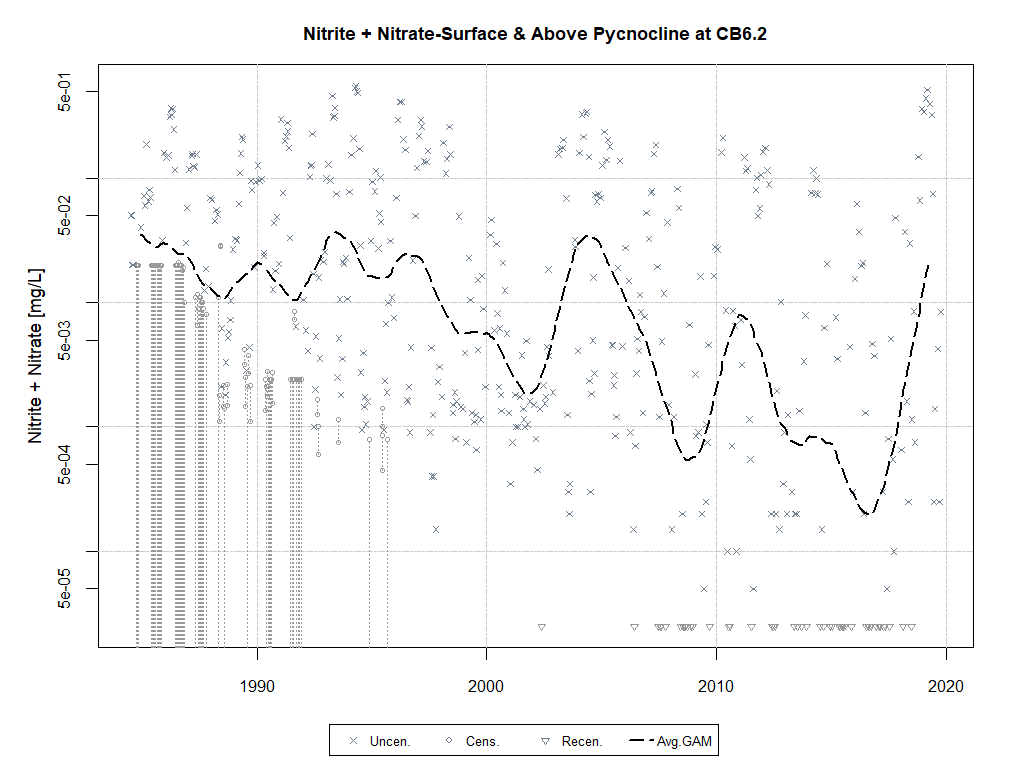 Nitrite + Nitrate-Surface & Above Pycnocline at CB6.2
Nitrite + Nitrate [mg/L]
5e-01
5e-02
5e-03
5e-04
5e-05
1990 2000 2010 2020
Uncen. Cens. Recen. Avg.GAM